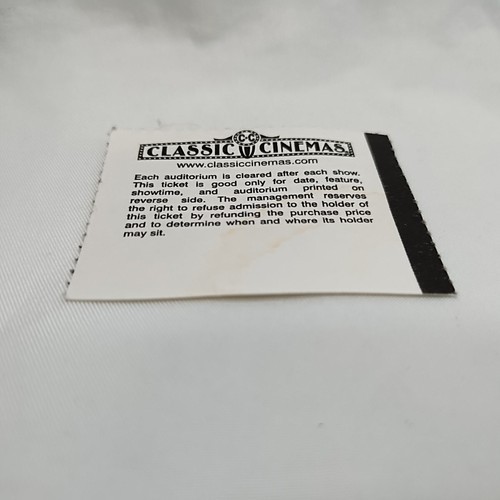 C·C
CLASSIC CINEMAS
www.classiccinemas.com
Each auditorium is cleared after each show.
This ticket is good only for date, feature,
showtime, and auditorium printed on
reverse side. The management reserves
the right to refuse admission to the holder of
this ticket by refunding the purchase price
and to determine when and where its holder
may sit.